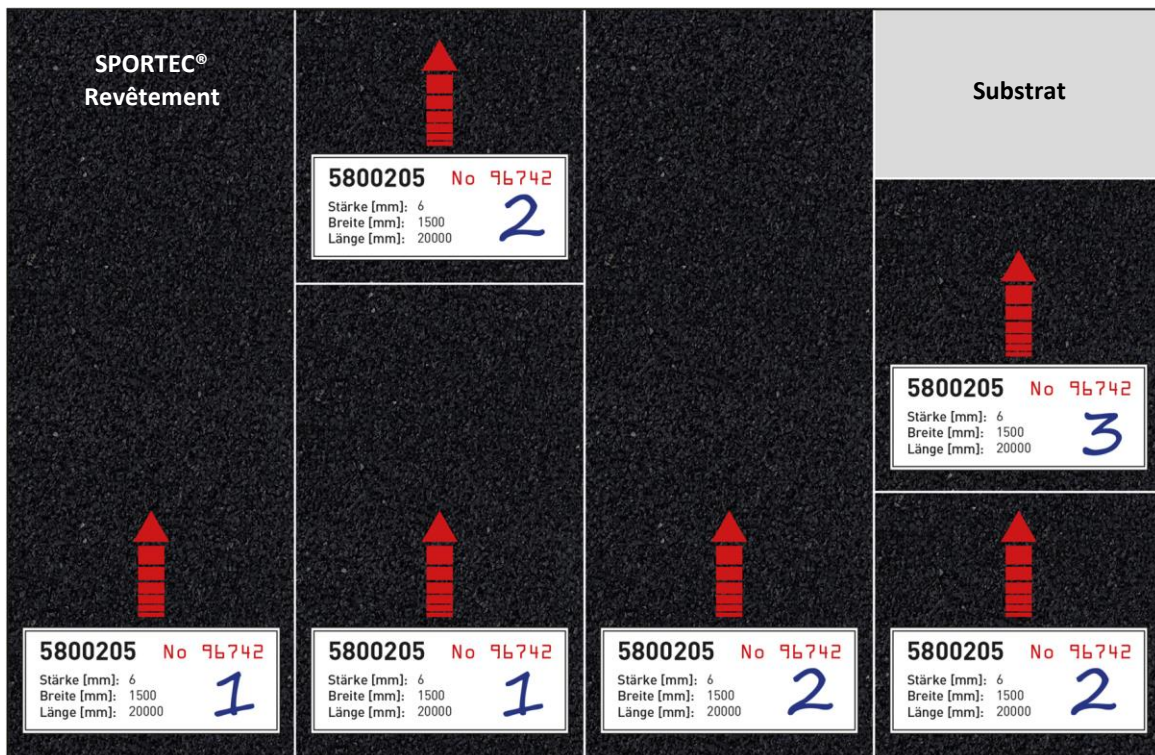 SPORTEC®
Revêtement
5800205 No 96742
Stärke [mm]: 6
Breite [mm]: 1500
Länge [mm]: 20000
2
Substrat
5800205 No 96742
Stärke [mm]: 6
Breite [mm]: 1500
Länge [mm]: 20000
3
5800205 No 96742
Stärke [mm]: 6
Breite [mm]: 1500
Länge [mm]: 20000
1
5800205 No 96742
Stärke [mm]: 6
Breite [mm]: 1500
Länge [mm]: 20000
1
5800205 No 96742
Stärke [mm]: 6
Breite [mm]: 1500
Länge [mm]: 20000
2
5800205 No 96742
Stärke [mm]: 6
Breite [mm]: 1500
Länge [mm]: 20000
2